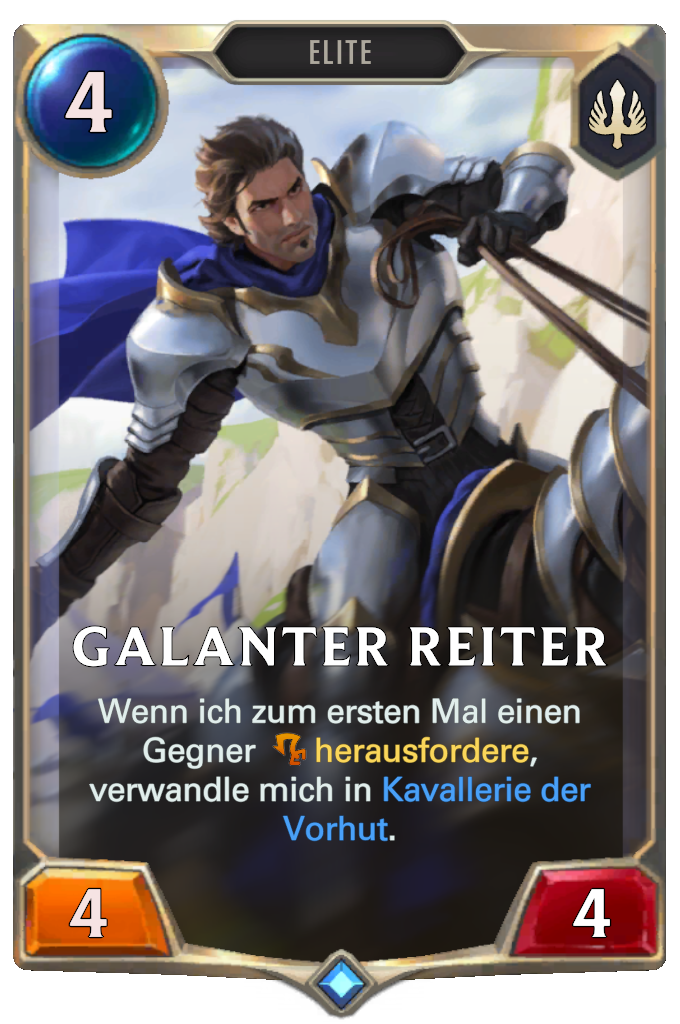 4
ELITE
GALANTER REITER
Wenn ich zum ersten Mal einen
Gegner herausfordere,
verwandle mich in Kavallerie der
Vorhut.
4
4